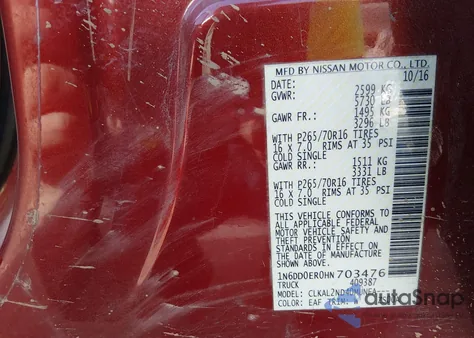 MFD BY NISSAN MOTOR CO., LTD.
DATE: 10/16
GVWR: 2599 KG
5730 LB
GAWR FR.: 1495 KG
3296 LB
WITH P265/70R16 TIRES
16 x 7.0 RIMS AT 35 PSI
COLD SINGLE
GAWR RR.: 1511 KG
3331 LB
WITH P265/70R16 TIRES
16 x 7.0 RIMS AT 35 PSI
COLD SINGLE
THIS VEHICLE CONFORMS TO
ALL APPLICABLE FEDERAL
MOTOR VEHICLE SAFETY
AND THEFT PREVENTION
STANDARDS IN EFFECT ON
THE DATE OF MANUFACTURE
SHOWN ABOVE.
1N6DD0ER0HN703476
TRUCK 409387
MODEL:
COLOR: EAF TRIM:
autoSnap